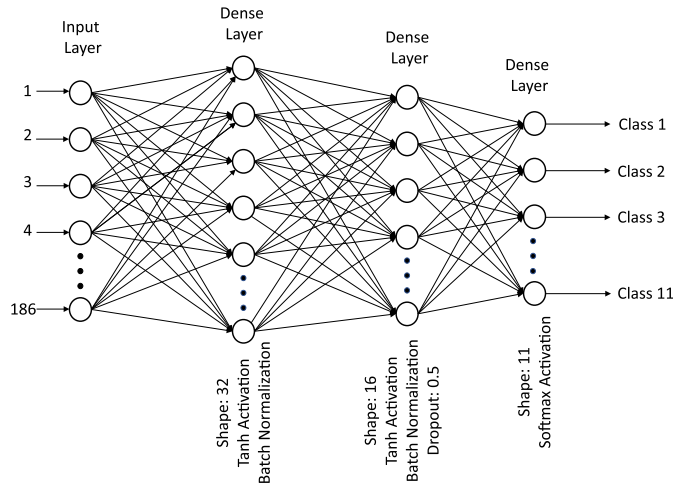 Input
Layer
Dense
Layer
Dense
Layer
Dense
Layer
1
2
3
4
186
Class 1
Class 2
Class 3
Class 11
Shape: 32
Tanh Activation
Batch Normalization
Shape: 16
Tanh Activation
Batch Normalization
Dropout: 0.5
Shape: 11
Softmax Activation